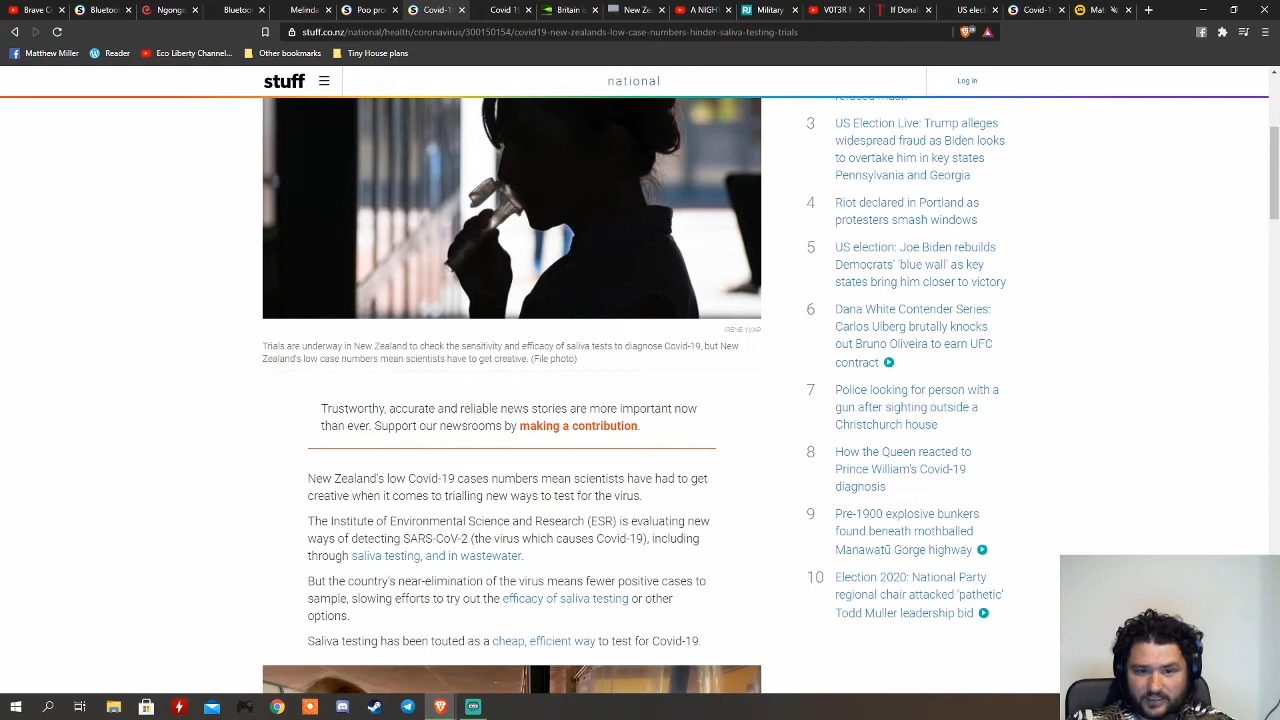 Brave C
Bluetoo
Ngongo
Bluetoo
Melinda
Poo pro
Covid-1
Covid 19
Britain E
New Ze
A NIGH
Military
V0T3R F
If Donal
US elect
Covid-1
Mat
stuff.co.nz/national/health/coronavirus/300150154/covid19-new-zealands-low-case-numbers-hinder-saliva-testing-trials
Matthew Miller
Reader
Eco Liberty Channel...
Tiny House plans
stuff
national
Log in
3
US Election Live: Trump alleges
widespread fraud as Biden looks
to overtake him in key states
Pennsylvania and Georgia
4
Riot declared in Portland as
protesters smash windows
5
US election: Joe Biden rebuilds
Democrats' 'blue wall' as key
states bring him closer to victory
6
Dana White Contender Series:
Carlos Ulberg brutally knocks
out Bruno Oliveira to earn UFC
contract
7
Police looking for person with a
gun after sighting outside a
Christchurch house
8
How the Queen reacted to
Prince William's Covid-19
diagnosis
9
Pre-1900 explosive bunkers
found beneath mothballed
Manawatū Gorge highway
10
Election 2020: National Party
regional chair attacked 'pathetic'
Todd Muller leadership bid
IRENE YI/AP
Trials are underway in New Zealand to check the sensitivity and efficacy of saliva tests to diagnose Covid-19, but New
Zealand's low case numbers mean scientists have to get creative. (File photo)
Trustworthy, accurate and reliable news stories are more important now
than ever. Support our newsrooms by making a contribution.
New Zealand's low Covid-19 cases numbers mean scientists have had to get
creative when it comes to trialling new ways to test for the virus.
The Institute of Environmental Science and Research (ESR) is evaluating new
ways of detecting SARS-CoV-2 (the virus which causes Covid-19), including
through saliva testing, and in wastewater.
But the country's near-elimination of the virus means fewer positive cases to
sample, slowing efforts to try out the efficacy of saliva testing or other
options.
Saliva testing has been touted as a cheap, efficient way to test for Covid-19.